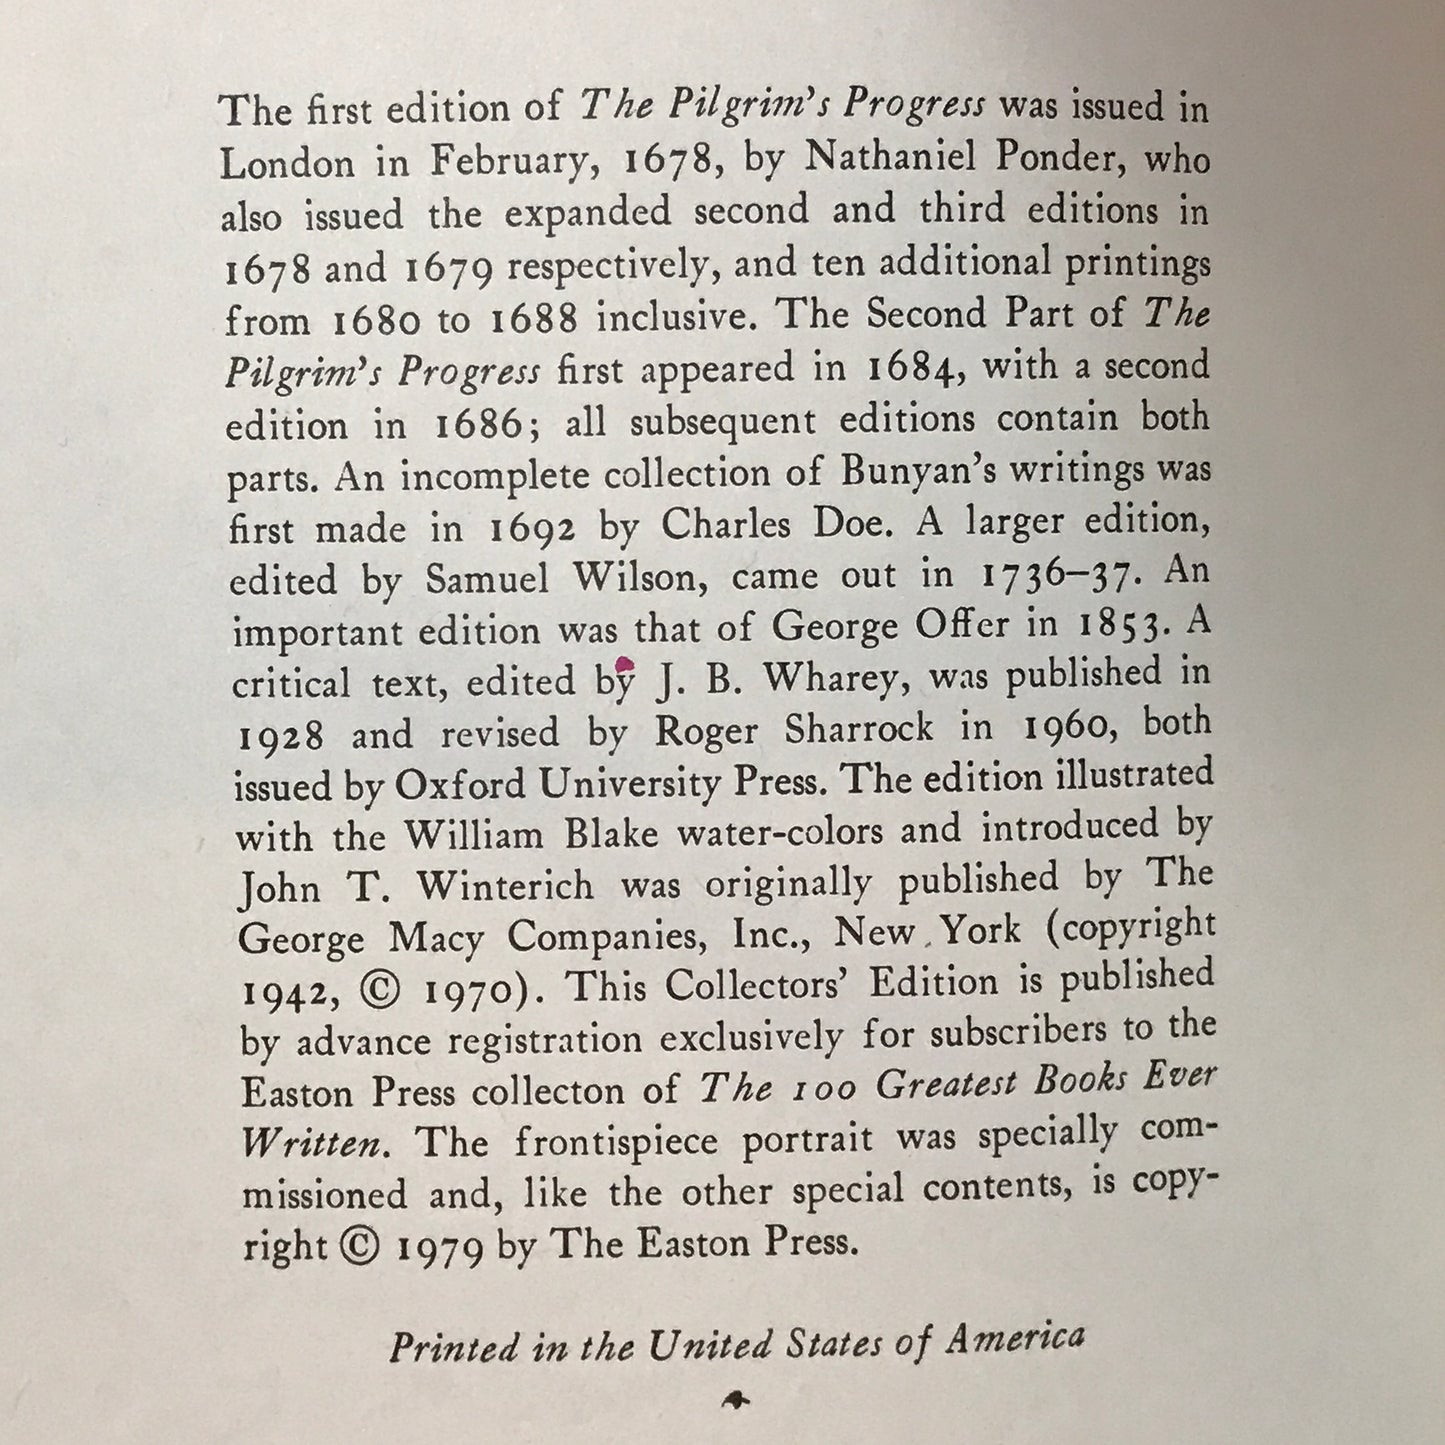 The first edition of The Pilgrim's Progress was issued in
London in February, 1678, by Nathaniel Ponder, who
also issued the expanded second and third editions in
1678 and 1679 respectively, and ten additional printings
from 1680 to 1688 inclusive. The Second Part of The
Pilgrim's Progress first appeared in 1684, with a second
edition in 1686; all subsequent editions contain both
parts. An incomplete collection of Bunyan's writings was
first made in 1692 by Charles Doe. A larger edition,
edited by Samuel Wilson, came out in 1736–37. An
important edition was that of George Offer in 1853. A
critical text, edited by J. B. Wharey, was published in
1928 and revised by Roger Sharrock in 1960, both
issued by Oxford University Press. The edition illustrated
with the William Blake water-colors and introduced by
John T. Winterich was originally published by The
George Macy Companies, Inc., New York (copyright
1942, © 1970). This Collectors' Edition is published
by advance registration exclusively for subscribers to the
Easton Press collecton of The 100 Greatest Books Ever
Written. The frontispiece portrait was specially com-
missioned and, like the other special contents, is copy-
right © 1979 by The Easton Press.
Printed in the United States of America